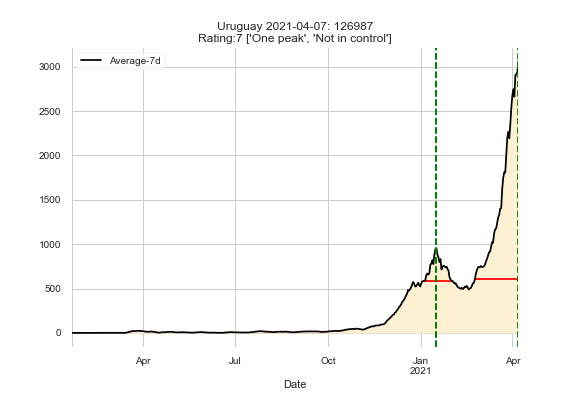 Uruguay 2021-04-07: 126987
Rating:7 ['One peak', 'Not in control']
Average-7d
3000
2500
2000
1500
1000
500
0
Apr
Jul
Oct
Jan
2021
Apr
Date